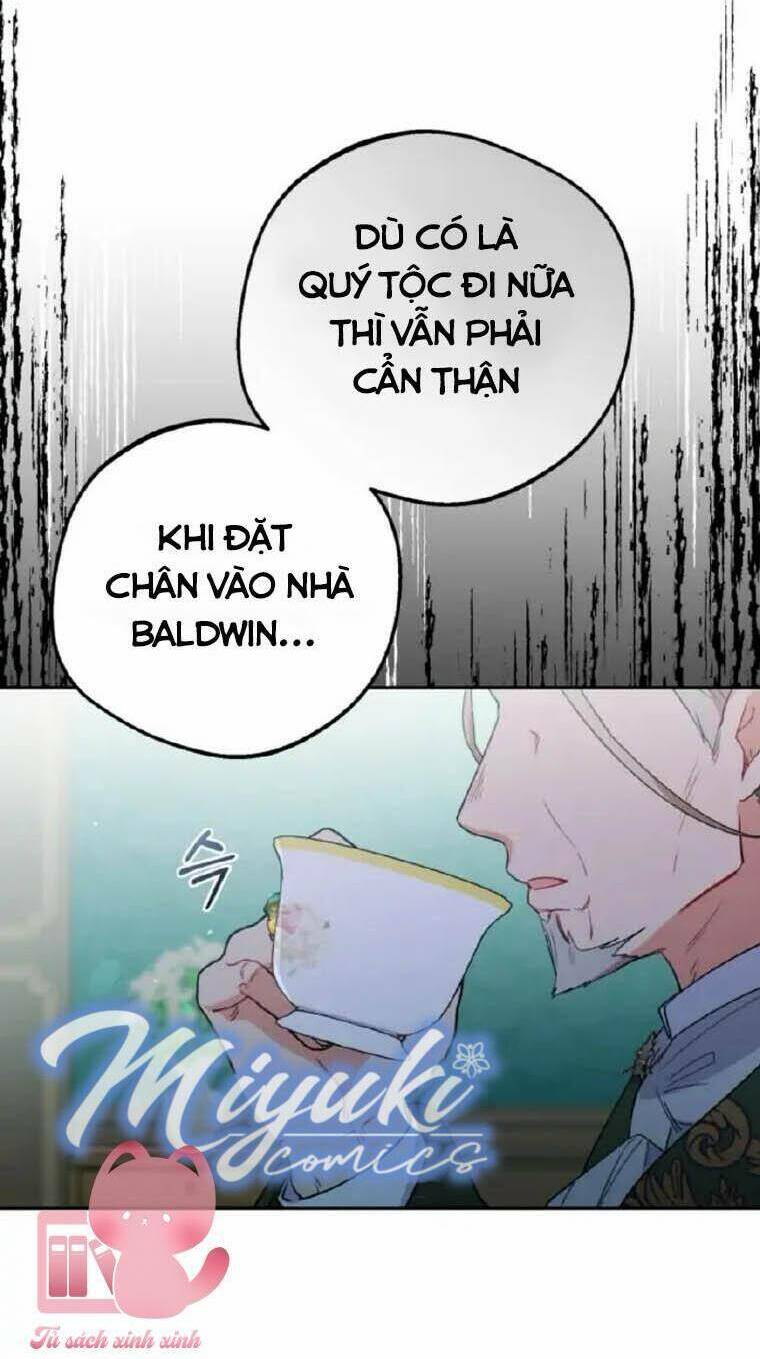 DÙ CÓ LÀ
QUÝ TỘC ĐI NỮA
THÌ VẪN PHẢI
CẨN THẬN
KHI ĐẶT
CHÂN VÀO NHÀ
BALDWIN...
슥
Miyuki
comics
Tủ sách xinh xinh